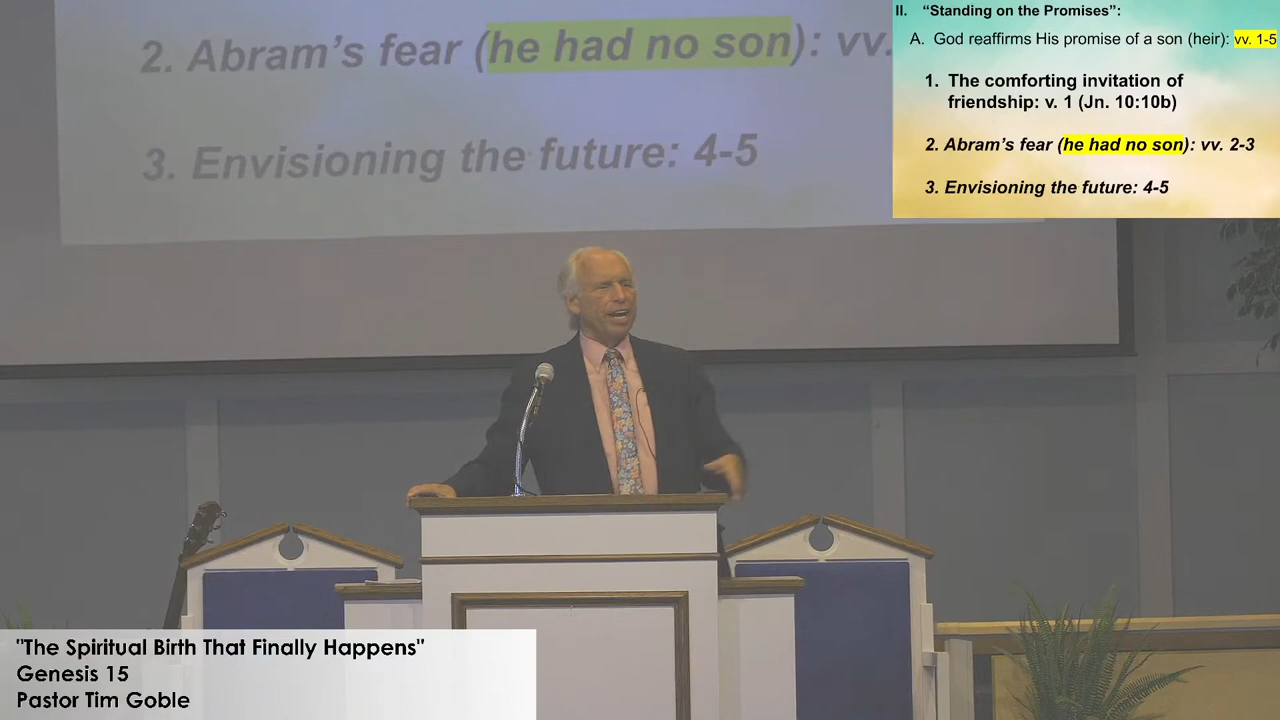 2. Abram's fear (he had no son): vv.
3. Envisioning the future: 4-5
II. "Standing on the Promises":
A. God reaffirms His promise of a son (heir): vv. 1-5
1. The comforting invitation of
friendship: v. 1 (Jn. 10:10b)
2. Abram's fear (he had no son): vv. 2-3
3. Envisioning the future: 4-5
"The Spiritual Birth That Finally Happens"
Genesis 15
Pastor Tim Goble